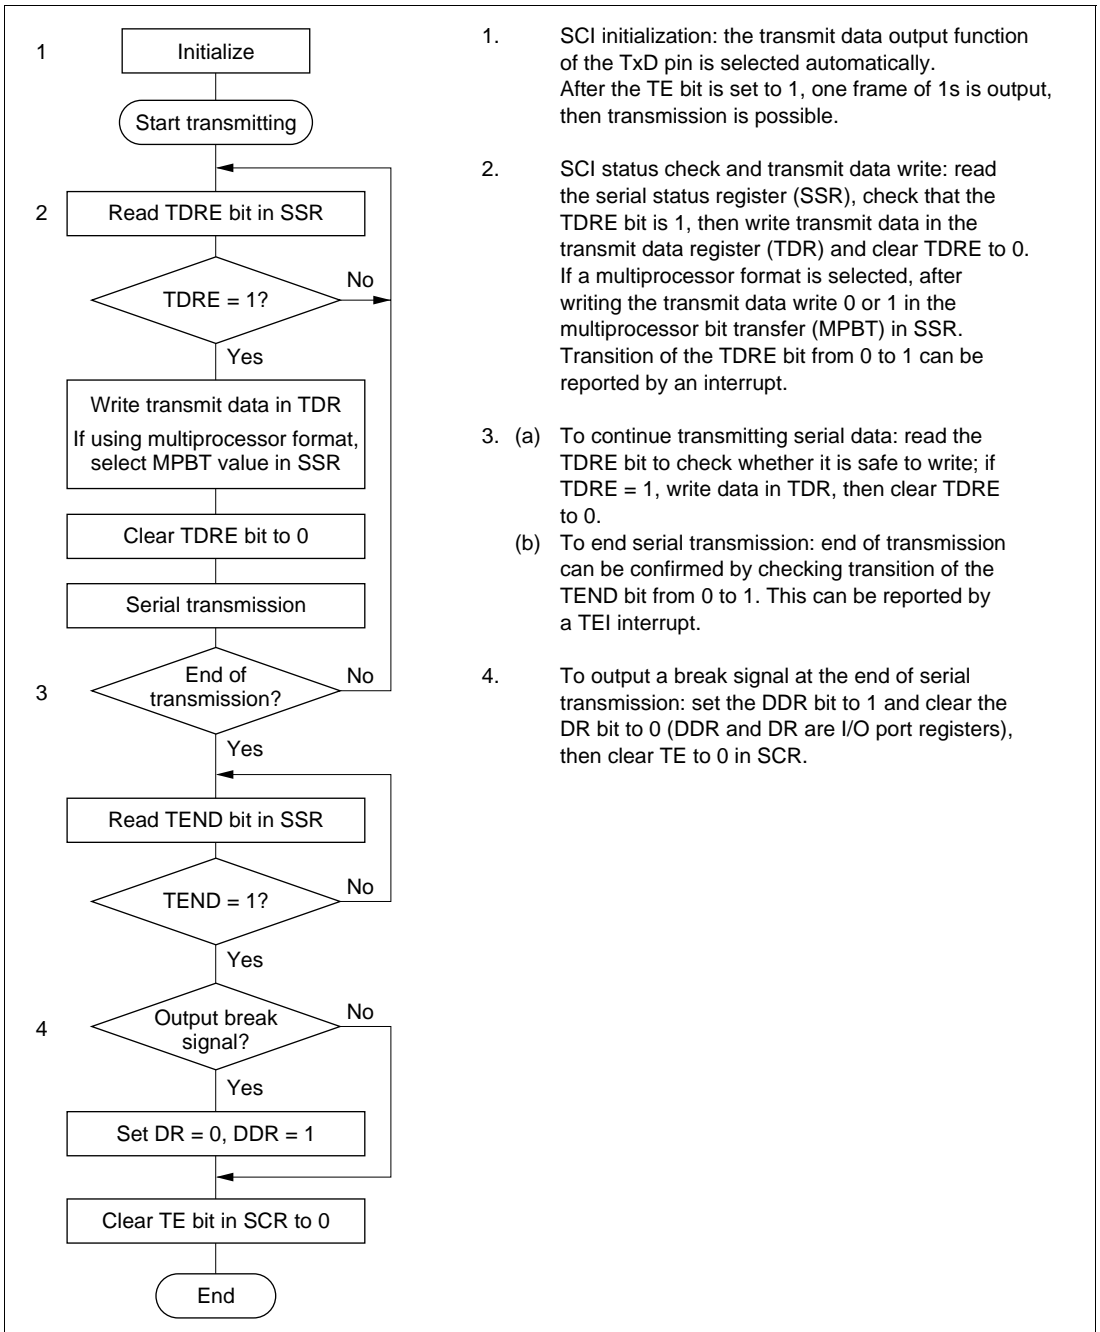 1
Initialize
Start transmitting
2
Read TDRE bit in SSR
TDRE = 1?
No
Yes
Write transmit data in TDR
If using multiprocessor format,
select MPBT value in SSR
Clear TDRE bit to 0
Serial transmission
3
End of
transmission?
No
Yes
Read TEND bit in SSR
TEND = 1?
No
Yes
4
Output break
signal?
No
Yes
Set DR = 0, DDR = 1
Clear TE bit in SCR to 0
End
1. SCI initialization: the transmit data output function
of the TxD pin is selected automatically.
After the TE bit is set to 1, one frame of 1s is output,
then transmission is possible.
2. SCI status check and transmit data write: read
the serial status register (SSR), check that the
TDRE bit is 1, then write transmit data in the
transmit data register (TDR) and clear TDRE to 0.
If a multiprocessor format is selected, after
writing the transmit data write 0 or 1 in the
multiprocessor bit transfer (MPBT) in SSR.
Transition of the TDRE bit from 0 to 1 can be
reported by an interrupt.
3. (a) To continue transmitting serial data: read the
TDRE bit to check whether it is safe to write; if
TDRE = 1, write data in TDR, then clear TDRE
to 0.
(b) To end serial transmission: end of transmission
can be confirmed by checking transition of the
TEND bit from 0 to 1. This can be reported by
a TEI interrupt.
4. To output a break signal at the end of serial
transmission: set the DDR bit to 1 and clear the
DR bit to 0 (DDR and DR are I/O port registers),
then clear TE to 0 in SCR.